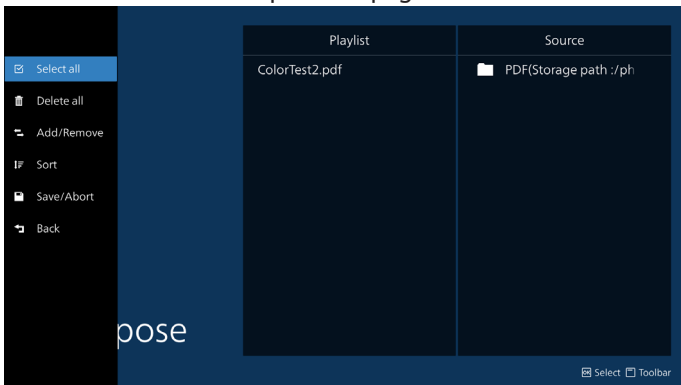 Playlist
Source
Select all
ColorTest2.pdf
PDF(Storage path :/ph
Delete all
Add/Remove
Sort
Save/Abort
Back
pose
OK Select Toolbar